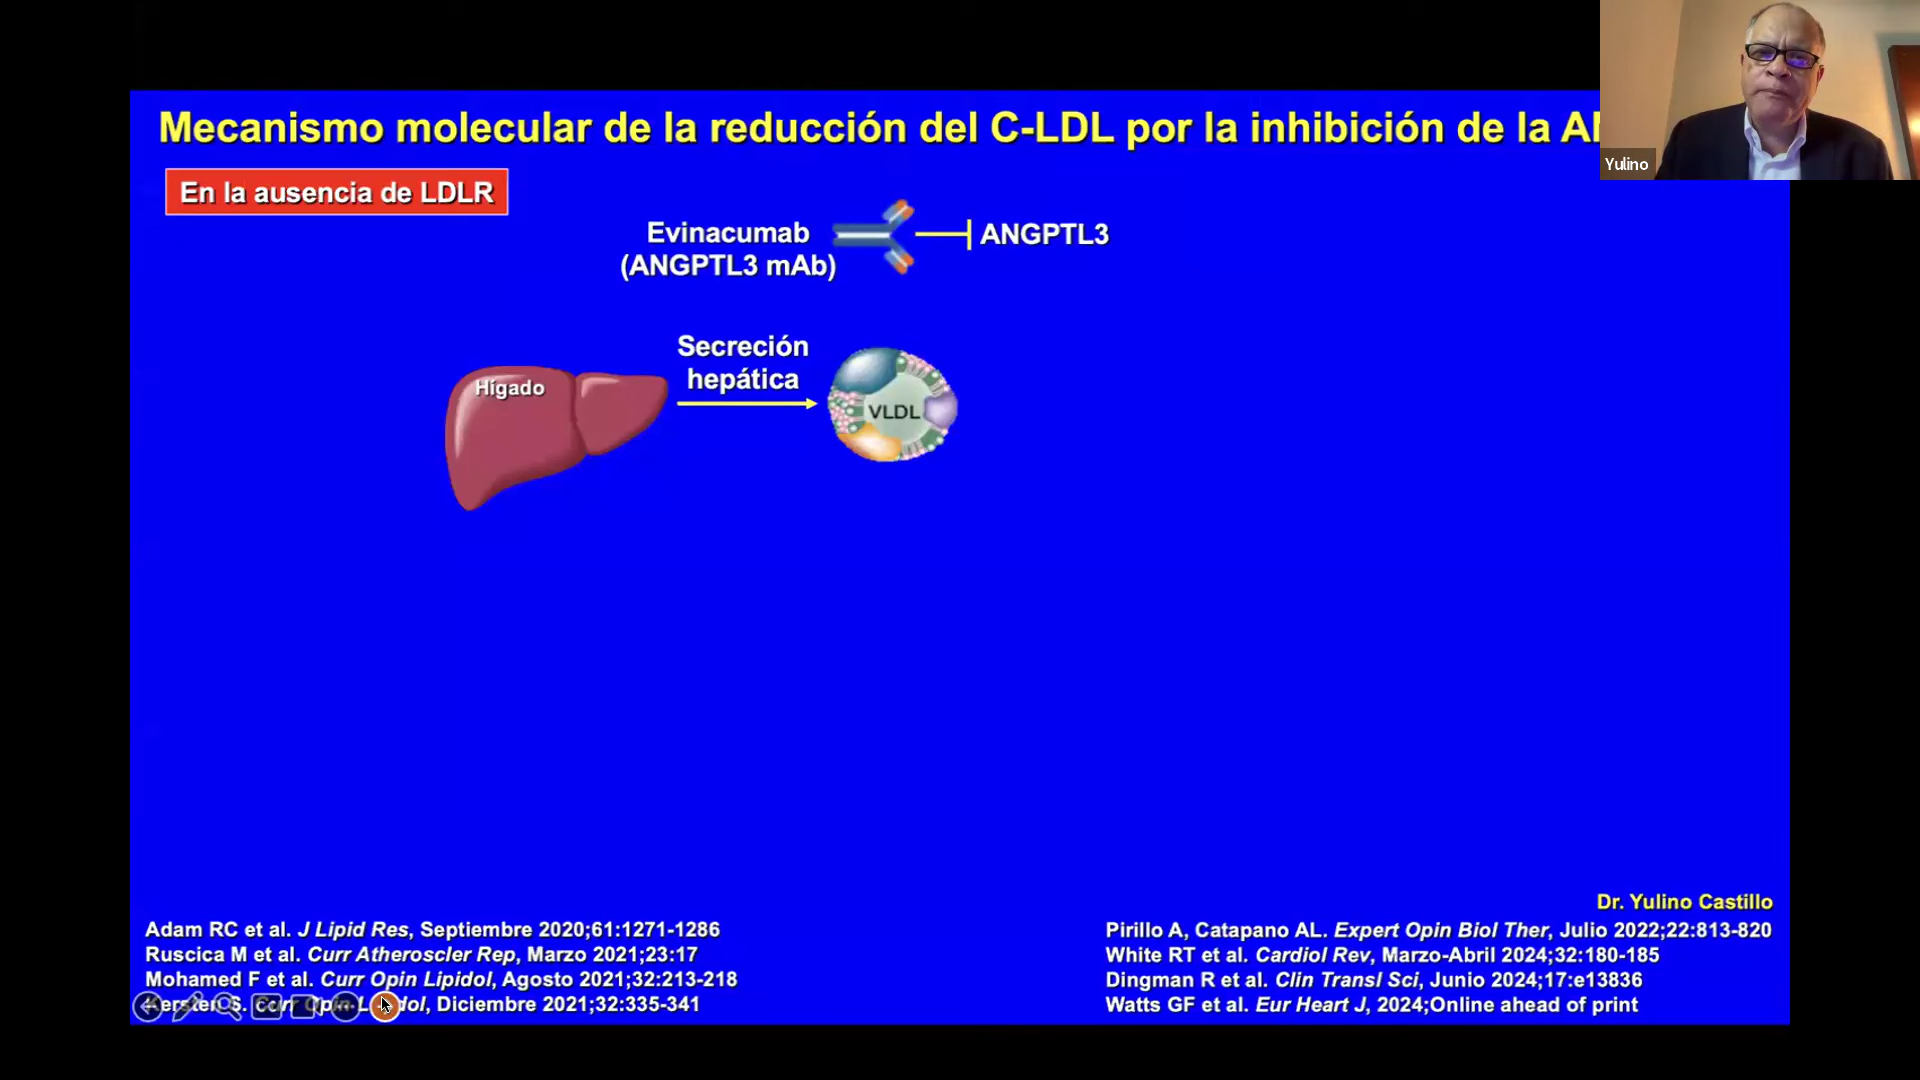 Mecanismo molecular de la reducción del C-LDL por la inhibición de la
Yulino
En la ausencia de LDLR
Evinacumab
(ANGPTL3 mAb)
ANGPTL3
Secreción
hepática
Hígado
VLDL
Dr. Yulino Castillo
Adam RC et al. J Lipid Res, Septiembre 2020;61:1271-1286
Ruscica M et al. Curr Atheroscler Rep, Marzo 2021;23:17
Mohamed F et al. Curr Opin Lipidol, Agosto 2021;32:213-218
Kersten S. Curr Opin Lipidol, Diciembre 2021;32:335-341
Pirillo A, Catapano AL. Expert Opin Biol Ther, Julio 2022;22:813-820
White RT et al. Cardiol Rev, Marzo-Abril 2024;32:180-185
Dingman R et al. Clin Transl Sci, Junio 2024;17:e13836
Watts GF et al. Eur Heart J, 2024;Online ahead of print